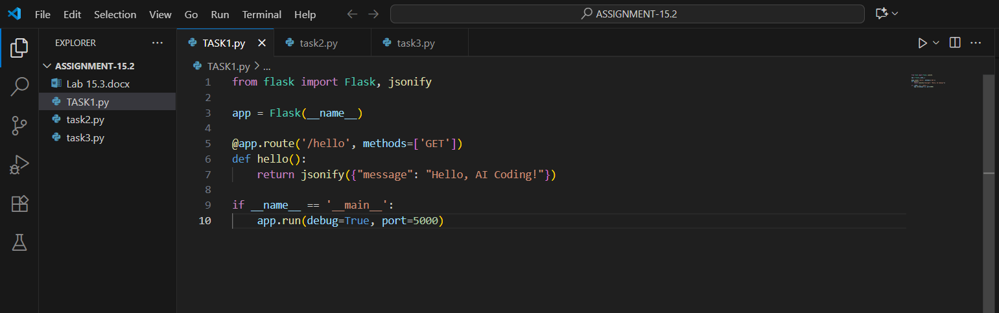 File Edit Selection View Go Run Terminal Help ASSIGNMENT-15.2
EXPLORER
ASSIGNMENT-15.2
Lab 15.3.docx
TASK1.py
task2.py
task3.py
TASK1.py task2.py task3.py
TASK1.py > ...
1 from flask import Flask, jsonify
2
3 app = Flask(__name__)
4
5 @app.route('/hello', methods=['GET'])
6 def hello():
7     return jsonify({"message": "Hello, AI Coding!"})
8
9 if __name__ == '__main__':
10     app.run(debug=True, port=5000)